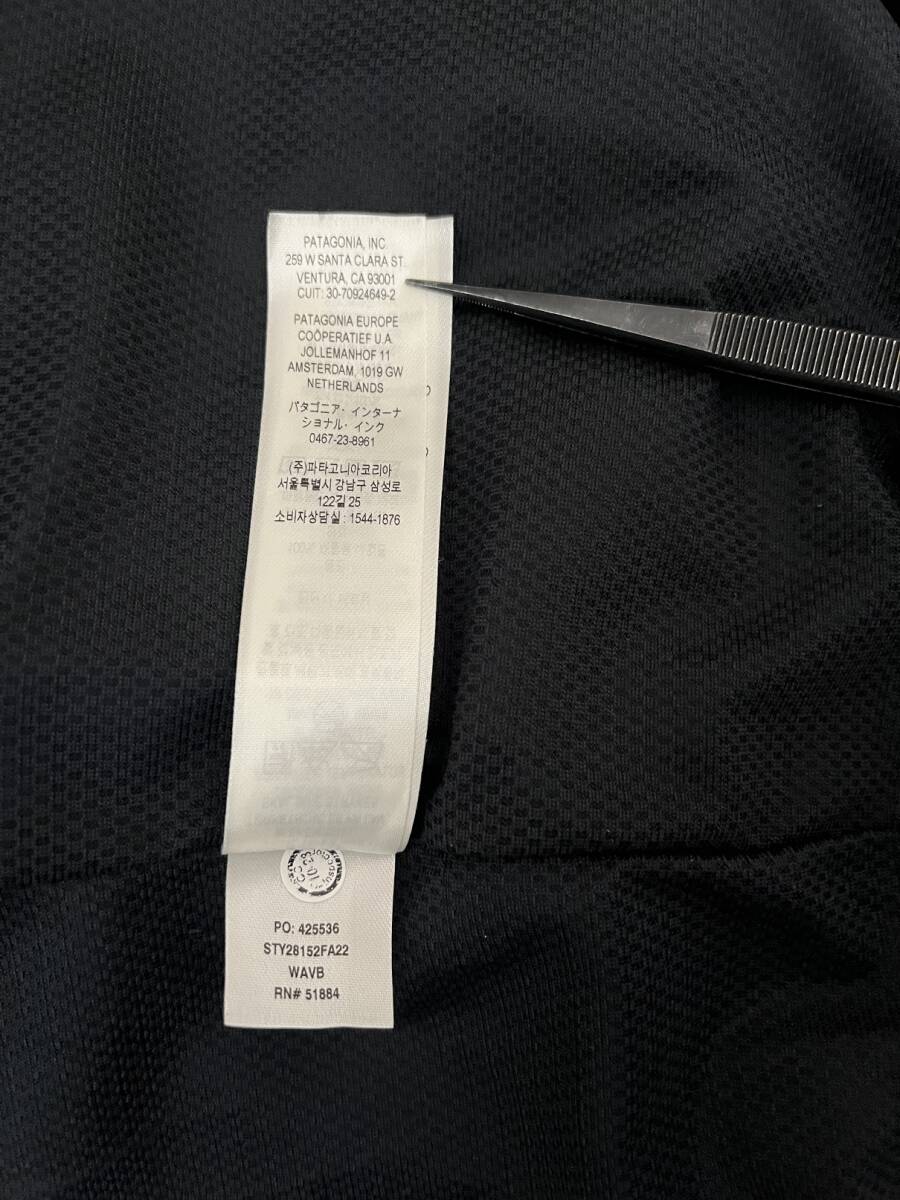 PATAGONIA, INC.
259 W SANTA CLARA ST.
VENTURA, CA 93001
CUIT: 30-70924649-2
PATAGONIA EUROPE
COÖPERATIEF U.A.
JOLLEMANHOF 11
AMSTERDAM, 1019 GW
NETHERLANDS
パタゴニア・インターナ
ショナル・インク
0467-23-8961
(주)파타고니아코리아
서울특별시 강남구 삼성로
122길 25
소비자상담실 : 1544-1876
PO: 425536
STY28152FA22
WAVB
RN# 51884